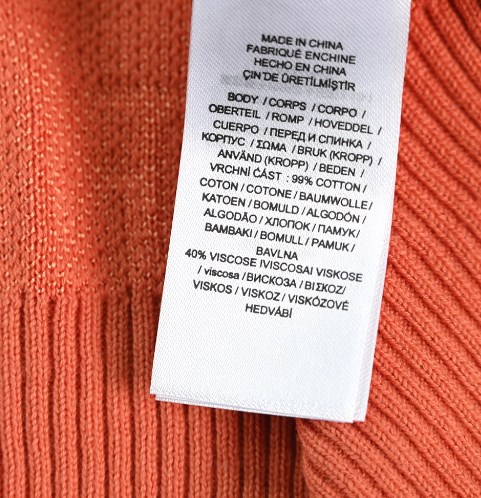 MADE IN CHINA
FABRIQUÉ ENCHINE
HECHO EN CHINA
ÇIN'DE ÜRETİLMİŞTİR
BODY / CORPS / CORPO /
OBERTEIL / ROMP / HOVEDDEL /
CUERPO / ПЕРЕД И СПИНКА /
КОРПУС / ΣΩΜΑ / BRUK (KROPP) /
ANVÄND (KROPP) / BEDEN /
VRCHNÍ ČÁST : 99% COTTON /
COTON / COTONE / BAUMWOLLE /
KATOEN / BOMULD / ALGODÓN /
ALGODÃO / ХЛОПОК / ПАМУК /
BAMBAKI / BOMULL / PAMUK /
BAVLNA
40% VISCOSE IVISCOSAI VISKOSE
/ viscosa / ВИСКОЗА / ΒΙΣΚΟΖ/
VISKOS / VISKOZ / VISKÓZOVÉ
HEDVÁBÍ